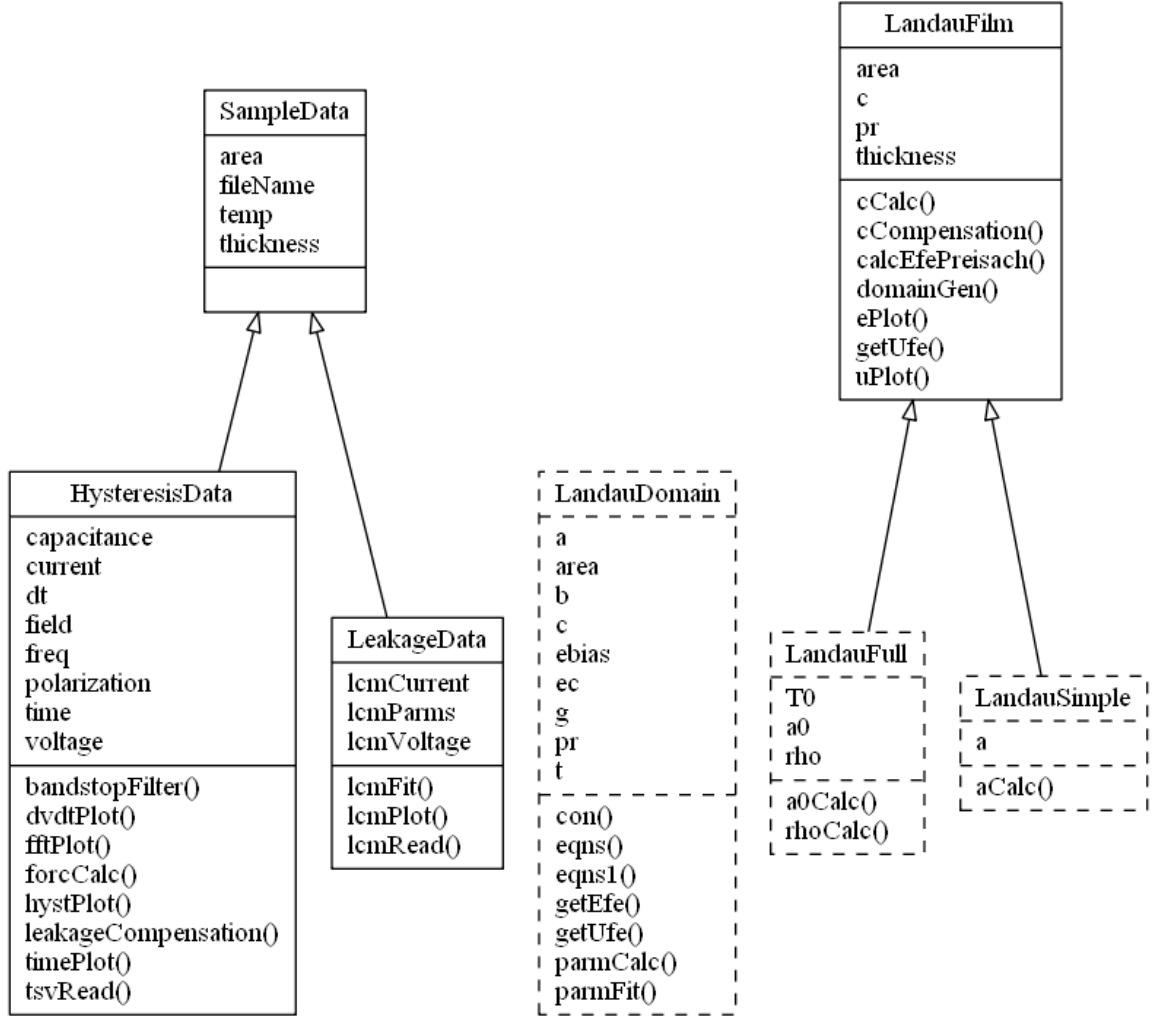 SampleData
area
fileName
temp
thickness
LandauFilm
area
c
pr
thickness
cCalc()
cCompensation()
calcEfePreisach()
domainGen()
ePlot()
getUfe()
uPlot()
HysteresisData
capacitance
current
dt
field
freq
polarization
time
voltage
bandstopFilter()
dvdtPlot()
fftPlot()
forcCalc()
hystPlot()
leakageCompensation()
timePlot()
tsvRead()
LeakageData
lcmCurrent
lcmParms
lcmVoltage
lcmFit()
lcmPlot()
lcmRead()
LandauDomain
a
area
b
c
ebias
ec
g
pr
t
con()
eqns()
eqns1()
getEfe()
getUfe()
parmCalc()
parmFit()
LandauFull
T0
a0
rho
a0Calc()
rhoCalc()
LandauSimple
a
aCalc()